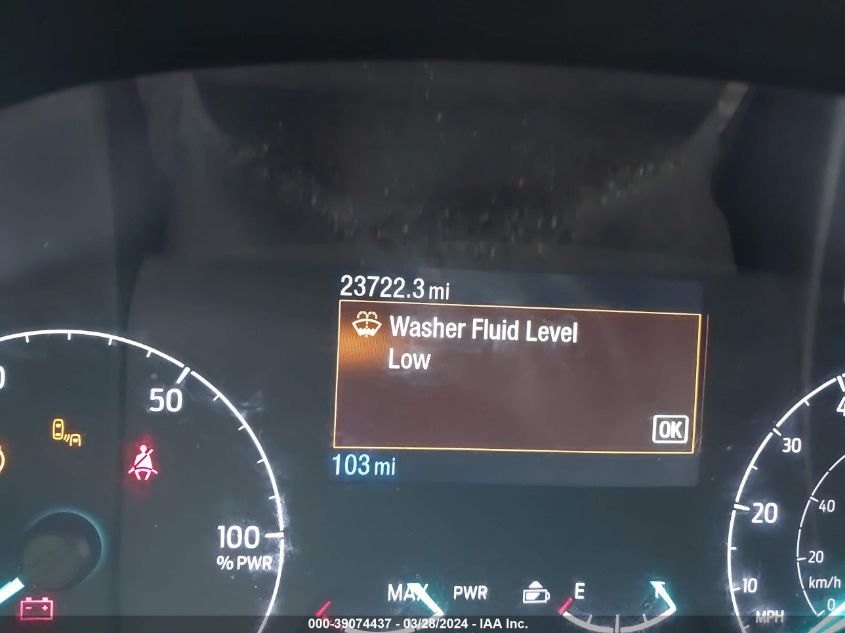 23722.3 mi
Washer Fluid Level
Low
OK
103 mi
50
100
% PWR
MAX PWR
E
10
20
30
MPH
40
20
0
km/h
000-39074437 - 03/28/2024 - IAA Inc.